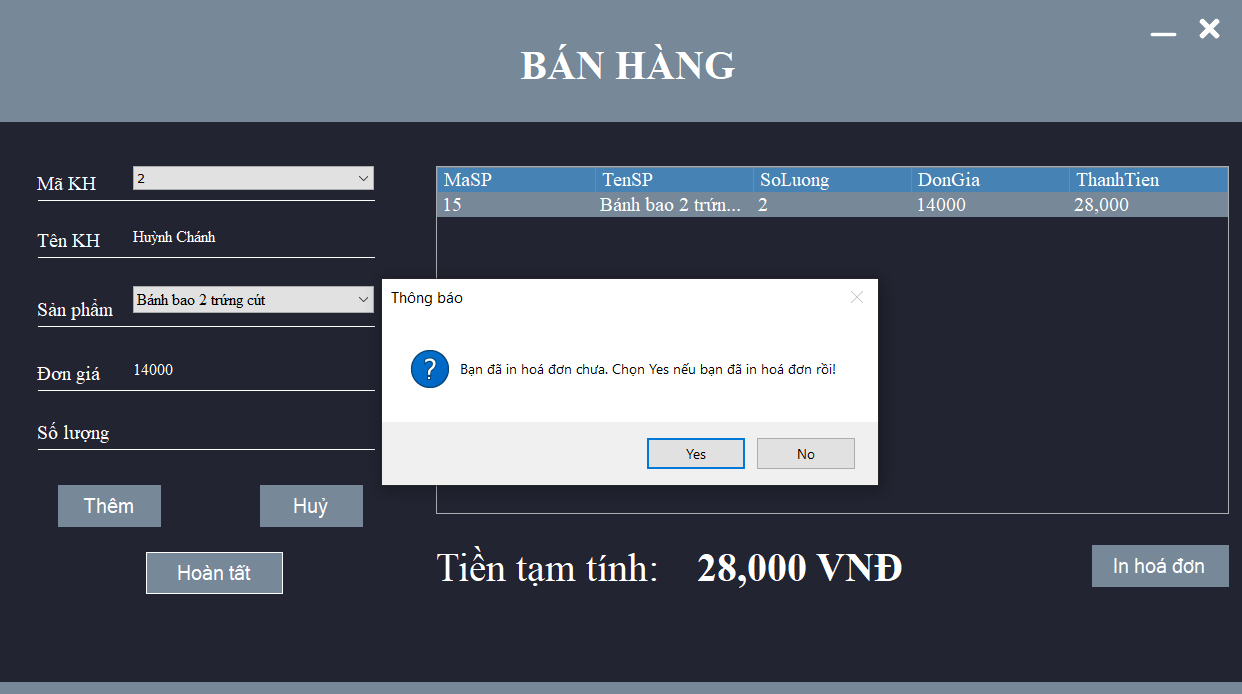 BÁN HÀNG
Mã KH 2
Tên KH Huỳnh Chánh
Sản phẩm Bánh bao 2 trứng cút
Đơn giá 14000
Số lượng
Thêm Huỷ
Hoàn tất
MaSP TenSP SoLuong DonGia ThanhTien
15 Bánh bao 2 trứn... 2 14000 28,000
Thông báo
? Bạn đã in hoá đơn chưa. Chọn Yes nếu bạn đã in hoá đơn rồi!
Yes No
Tiền tạm tính: 28,000 VNĐ
In hoá đơn